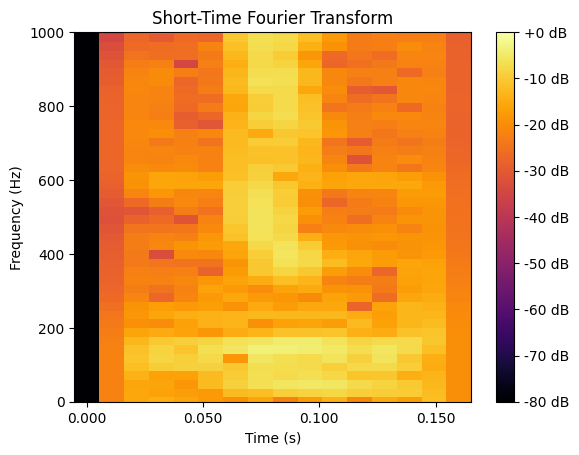 Short-Time Fourier Transform
1000
800
600
400
200
0
Frequency (Hz)
0.000
0.050
0.100
0.150
Time (s)
+0 dB
-10 dB
-20 dB
-30 dB
-40 dB
-50 dB
-60 dB
-70 dB
-80 dB